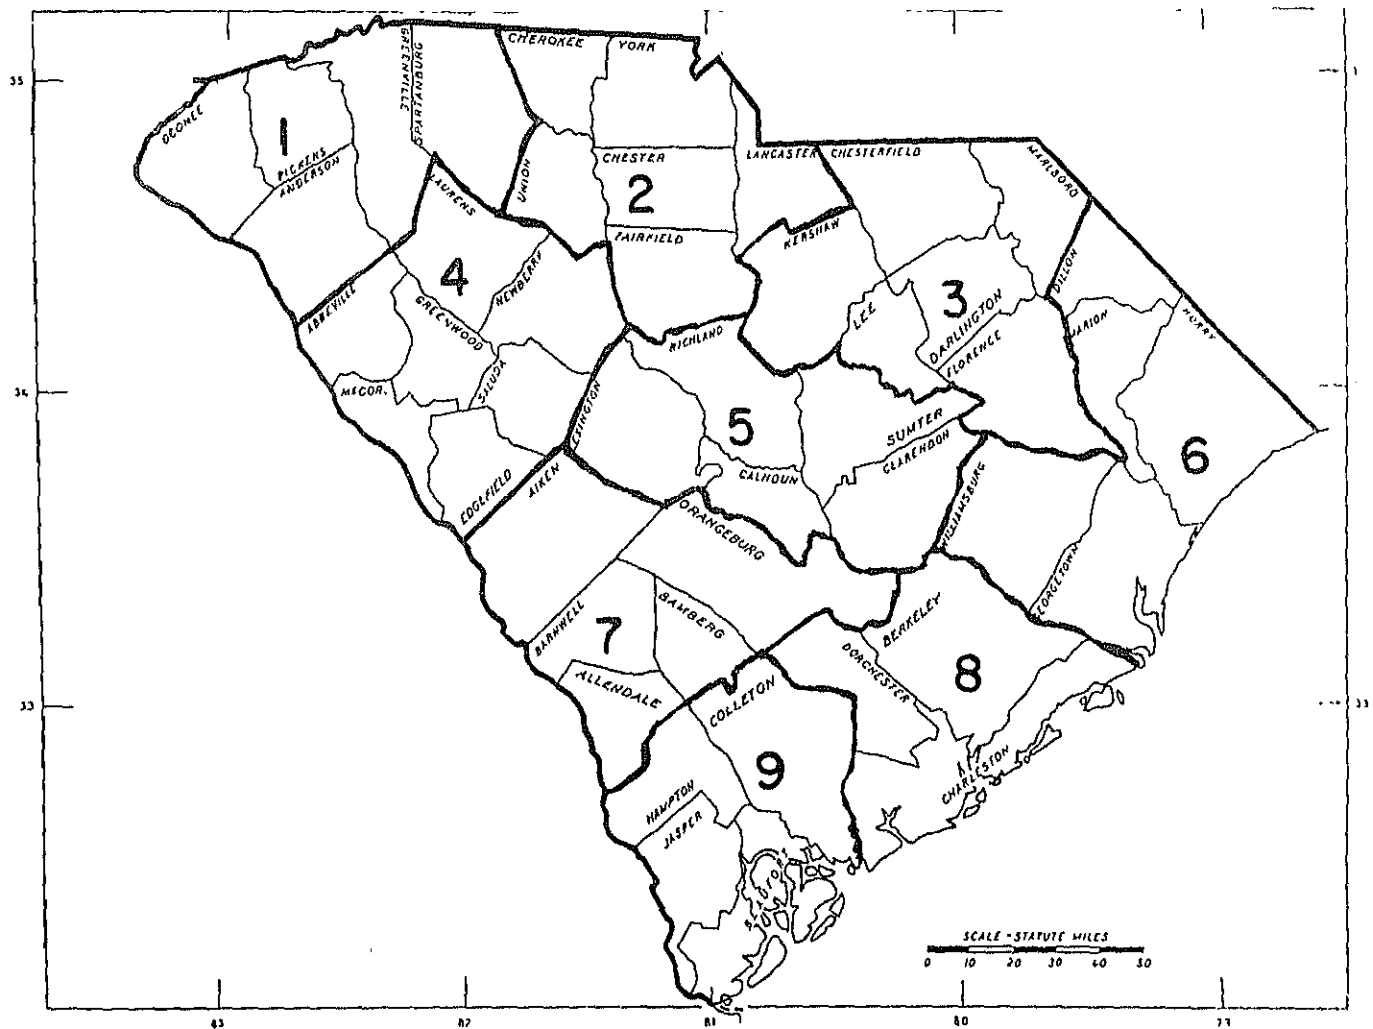 CHEROKEE
YORK
GREENVILLE
SPARTANBURG
35
OCONEE
1
PICKENS
ANDERSON
UNION
CHESTER
2
LANCASTER
CHESTERFIELD
MARLBORO
LAURENS
FAIRFIELD
KERSHAW
4
NEWBERRY
DILLON
ABBEVILLE
GREENWOOD
3
LEE
DARLINGTON
FLORENCE
MARION
HORRY
RICHLAND
34
McCOR.
SALUDA
LEXINGTON
5
SUMTER
CLARENDON
6
CALHOUN
EDGEFIELD
AIKEN
ORANGEBURG
WILLIAMSBURG
GEORGETOWN
BARNWELL
7
BAMBERG
BERKELEY
DORCHESTER
8
ALLENDALE
COLLETON
33
33
9
CHARLESTON
HAMPTON
JASPER
BEAUFORT
SCALE - STATUTE MILES
0 10 20 30 40 50
83 82 81 80